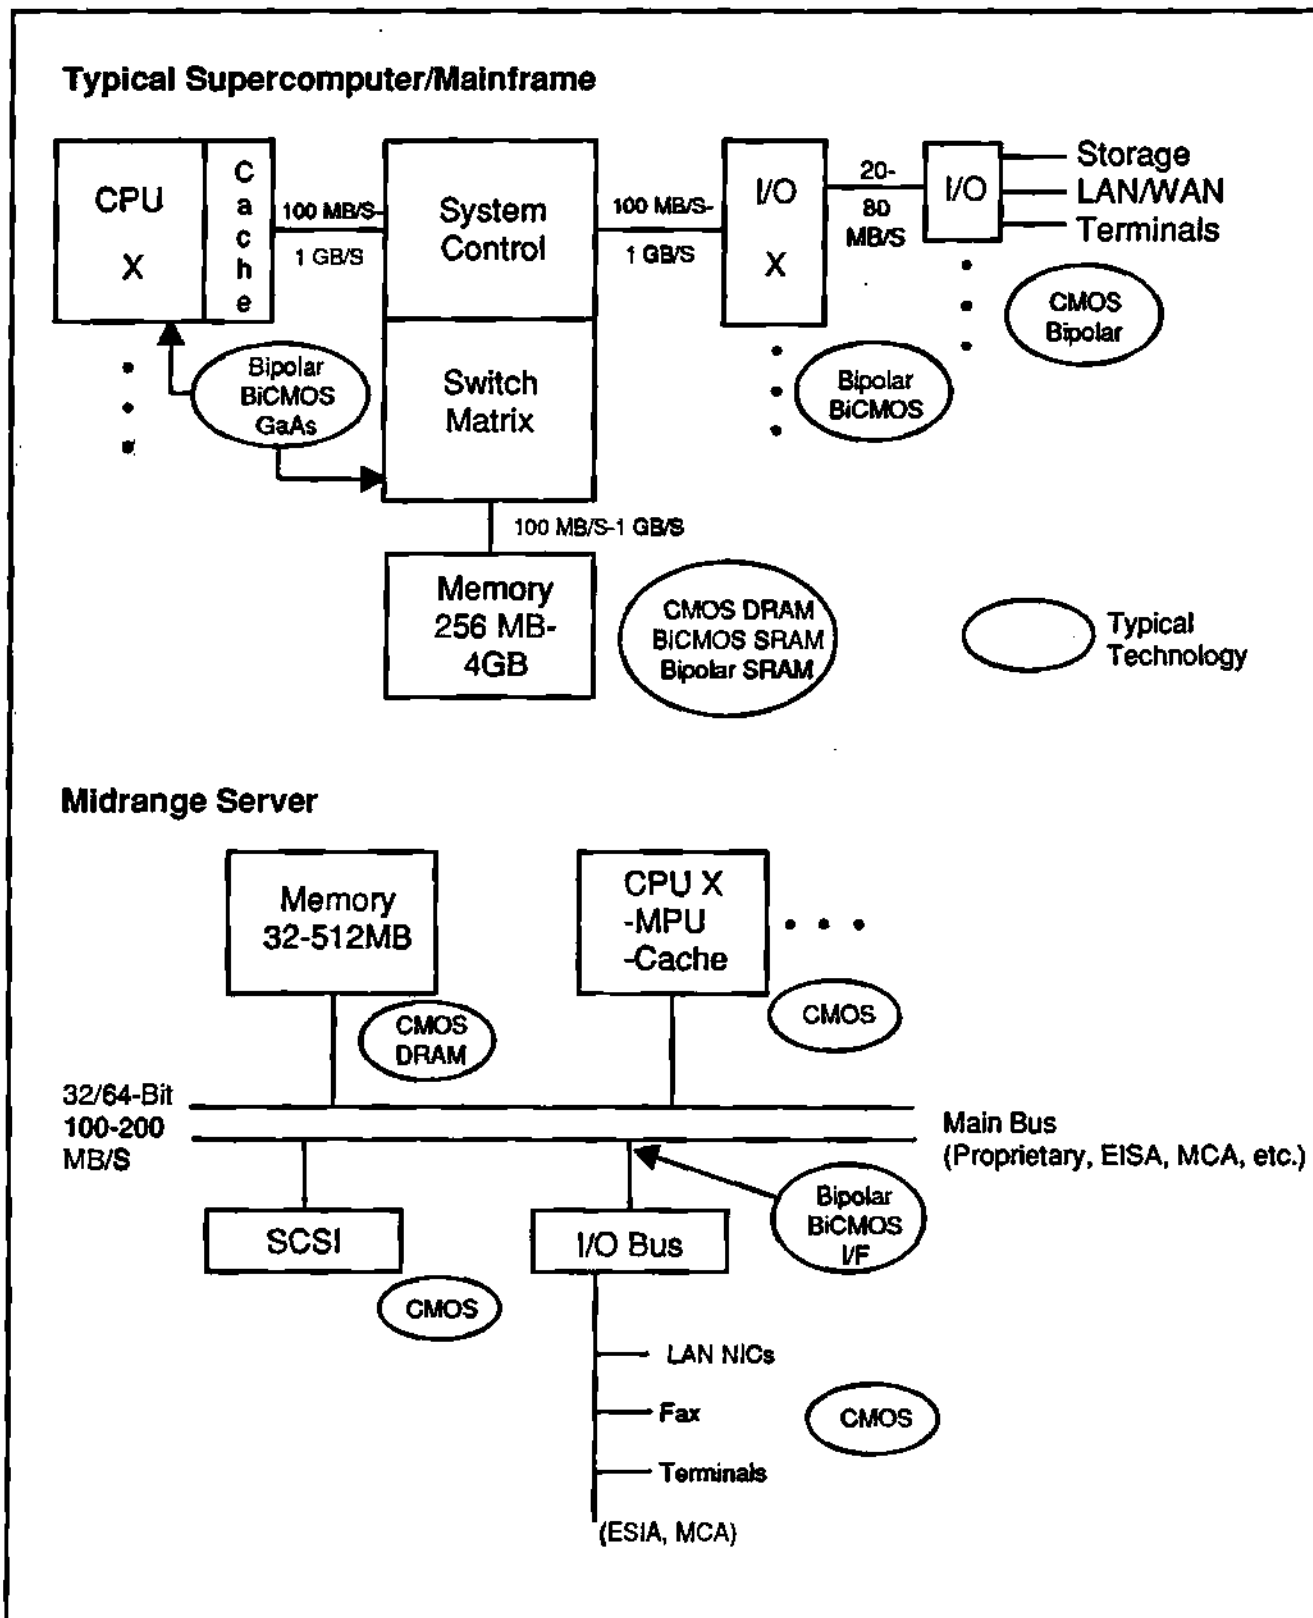 Typical Supercomputer/Mainframe
CPU
X
Cache
100 MB/S-
1 GB/S
System
Control
100 MB/S-
1 GB/S
I/O
X
20-
80
MB/S
I/O
Storage
LAN/WAN
Terminals
CMOS
Bipolar
Bipolar
BiCMOS
GaAs
Switch
Matrix
Bipolar
BiCMOS
100 MB/S-1 GB/S
Memory
256 MB-
4GB
CMOS DRAM
BiCMOS SRAM
Bipolar SRAM
Typical
Technology
Midrange Server
Memory
32-512MB
CPU X
-MPU
-Cache
CMOS
DRAM
CMOS
32/64-Bit
100-200
MB/S
Main Bus
(Proprietary, EISA, MCA, etc.)
SCSI
I/O Bus
Bipolar
BiCMOS
I/F
CMOS
LAN NICs
Fax
CMOS
Terminals
(ESIA, MCA)